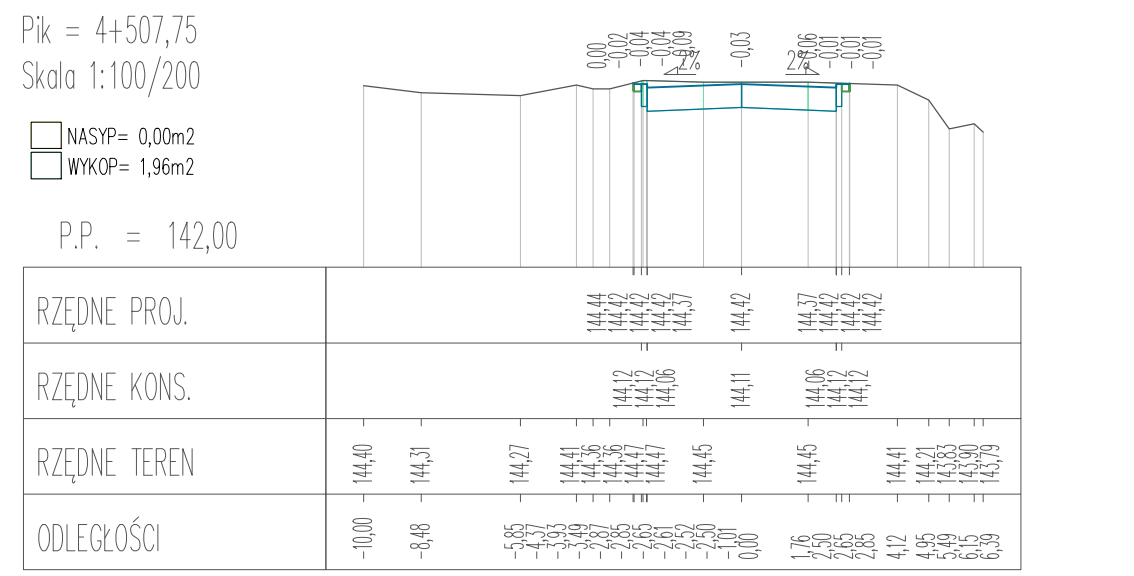 Pik = 4+507,75
Skala 1:100/200
NASYP= 0,00m2
WYKOP= 1,96m2
P.P. = 142,00
0,00 -0,02 -0,04 -0,04 -0,09 -0,03 -0,06 -0,01 -0,01 -0,01
2% 2%
RZĘDNE PROJ. 144,44 144,42 144,42 144,42 144,37 144,42 144,37 144,42 144,42 144,42
RZĘDNE KONS. 144,12 144,12 144,06 144,11 144,06 144,12 144,12
RZĘDNE TEREN 144,40 144,31 144,27 144,41 144,36 144,36 144,47 144,47 144,45 144,45 144,41 144,21 143,83 143,90 143,79
ODLEGŁOŚCI -10,00 -8,48 -5,85 -4,37 -3,93 -3,49 -2,87 -2,85 -2,65 -2,61 -2,52 -2,50 -1,01 0,00 1,76 2,50 2,65 2,85 4,12 4,95 5,49 6,15 6,39